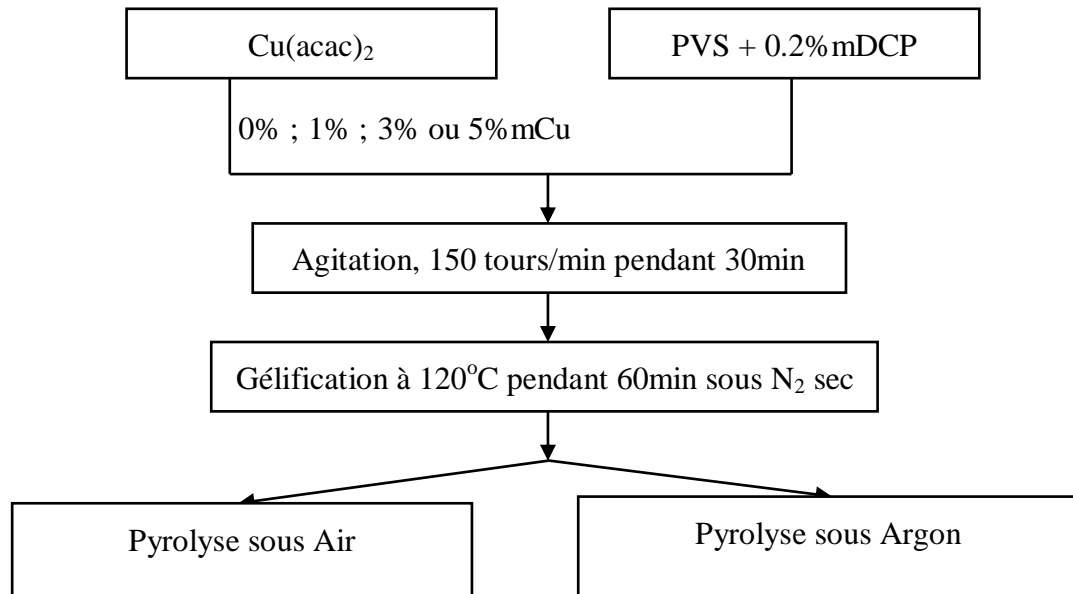 Cu(acac)₂
PVS + 0.2%mDCP
0% ; 1% ; 3% ou 5%mCu
Agitation, 150 tours/min pendant 30min
Gélification à 120°C pendant 60min sous N₂ sec
Pyrolyse sous Air
Pyrolyse sous Argon